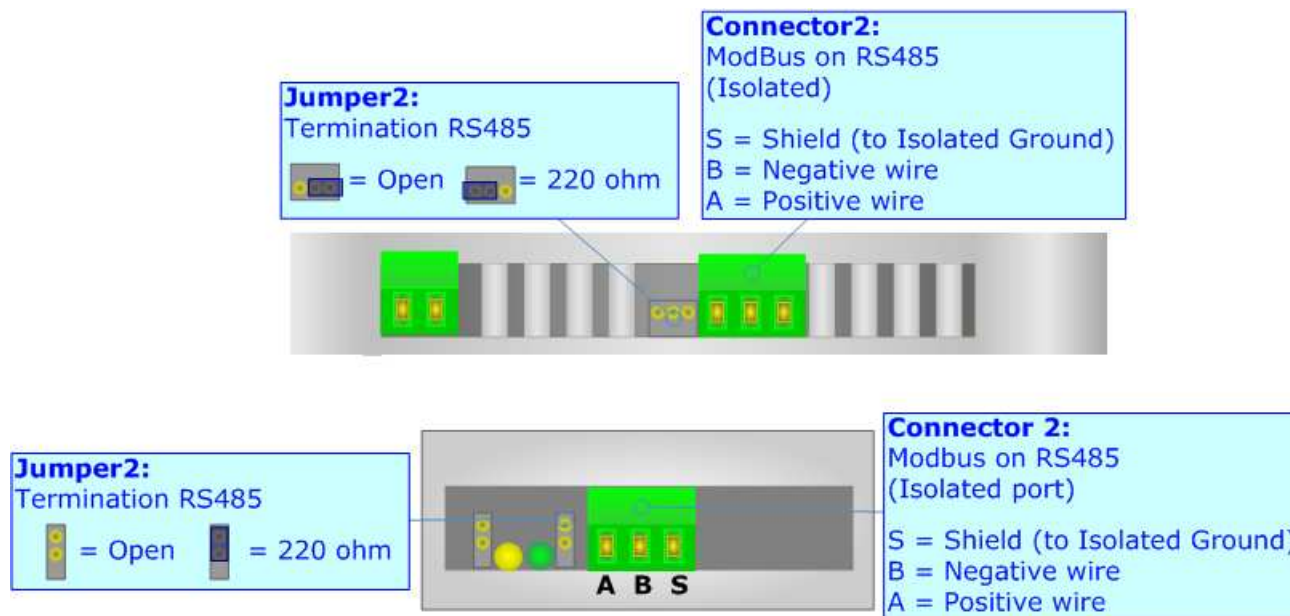 Connector2:
ModBus on RS485
(Isolated)
S = Shield (to Isolated Ground)
B = Negative wire
A = Positive wire
Jumper2:
Termination RS485
= Open = 220 ohm
Connector 2:
Modbus on RS485
(Isolated port)
S = Shield (to Isolated Ground)
B = Negative wire
A = Positive wire
Jumper2:
Termination RS485
= Open = 220 ohm
A B S